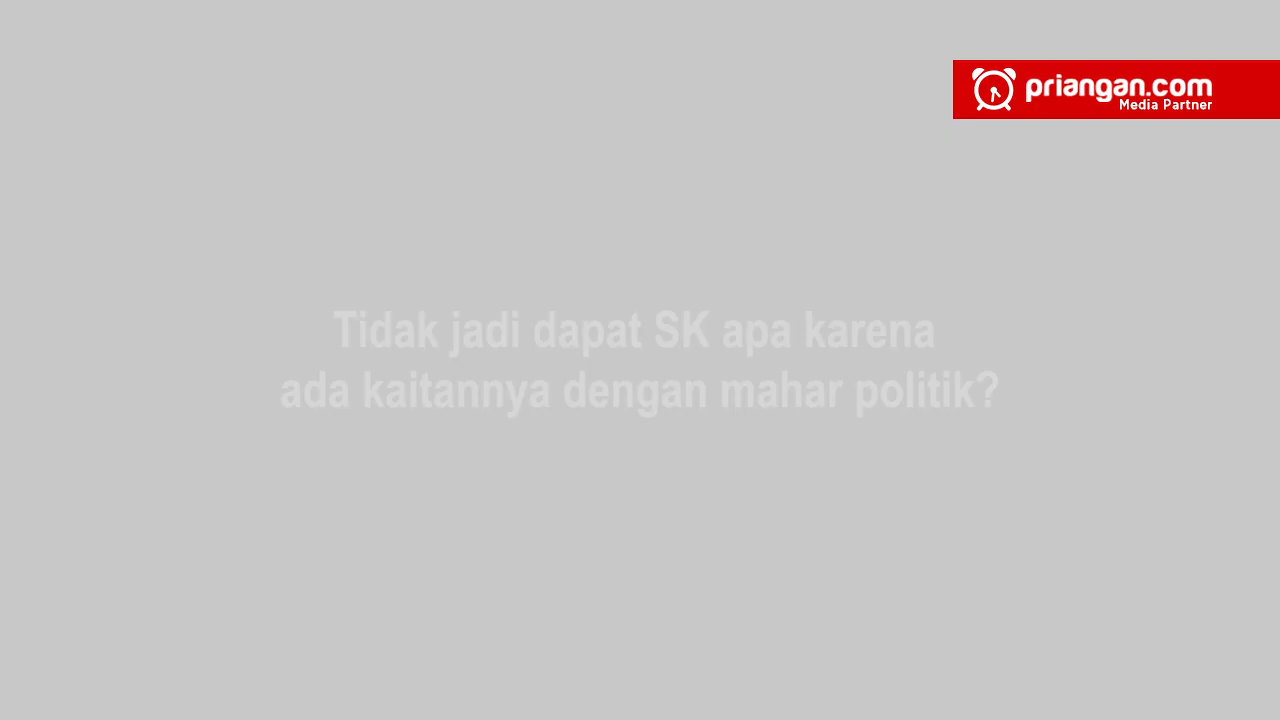 priangan.com
Media Partner
Tidak jadi dapat SK apa karena
ada kaitannya dengan mahar politik?